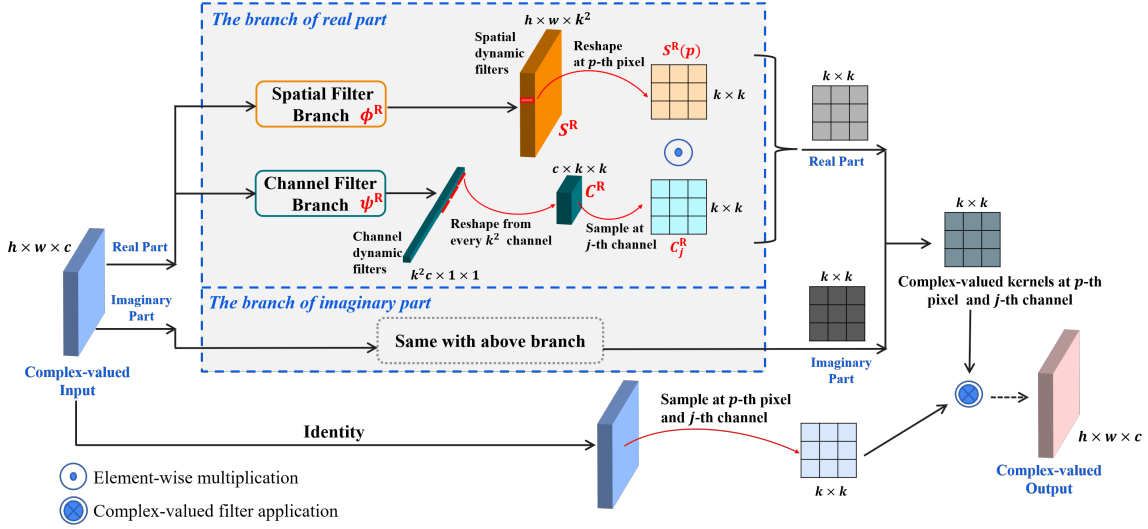 The branch of real part
h × w × k²
Spatial
dynamic
filters
Reshape
at p-th pixel
S^R(p)
k × k
Spatial Filter
Branch ϕ^R
S^R
k × k
Real Part
c × k × k
Channel Filter
Branch ψ^R
C^R
k × k
Reshape from
every k² channel
Sample at
j-th channel
C_j^R
Channel
dynamic
filters
k²c × 1 × 1
h × w × c
Real Part
Imaginary
Part
k × k
Complex-valued kernels at p-th
pixel and j-th channel
The branch of imaginary part
Same with above branch
k × k
Imaginary
Part
Complex-valued
Input
Identity
Sample at p-th pixel
and j-th channel
k × k
h × w × c
Complex-valued
Output
Element-wise multiplication
Complex-valued filter application